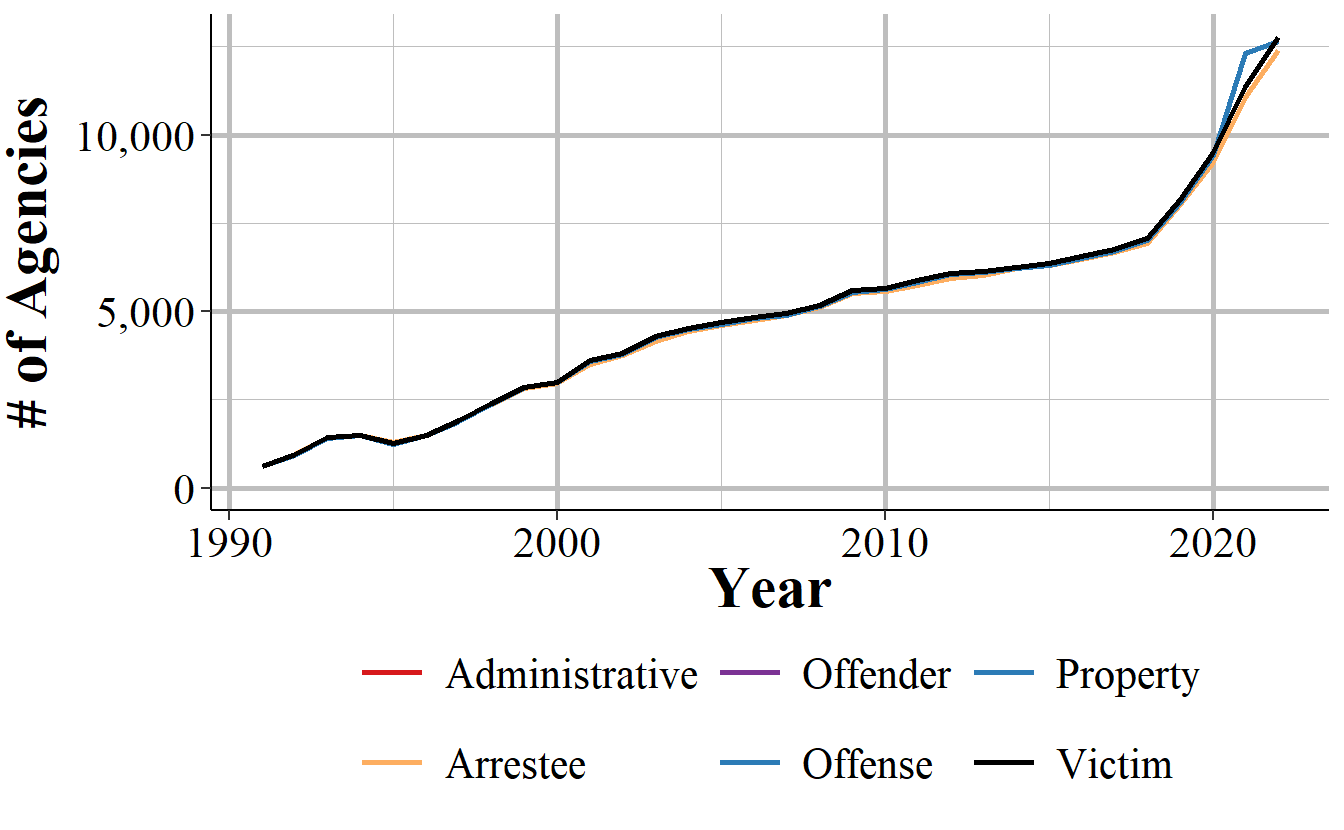 # of Agencies
10,000
5,000
0
1990 2000 2010 2020
Year
Administrative Offender Property
Arrestee Offense Victim